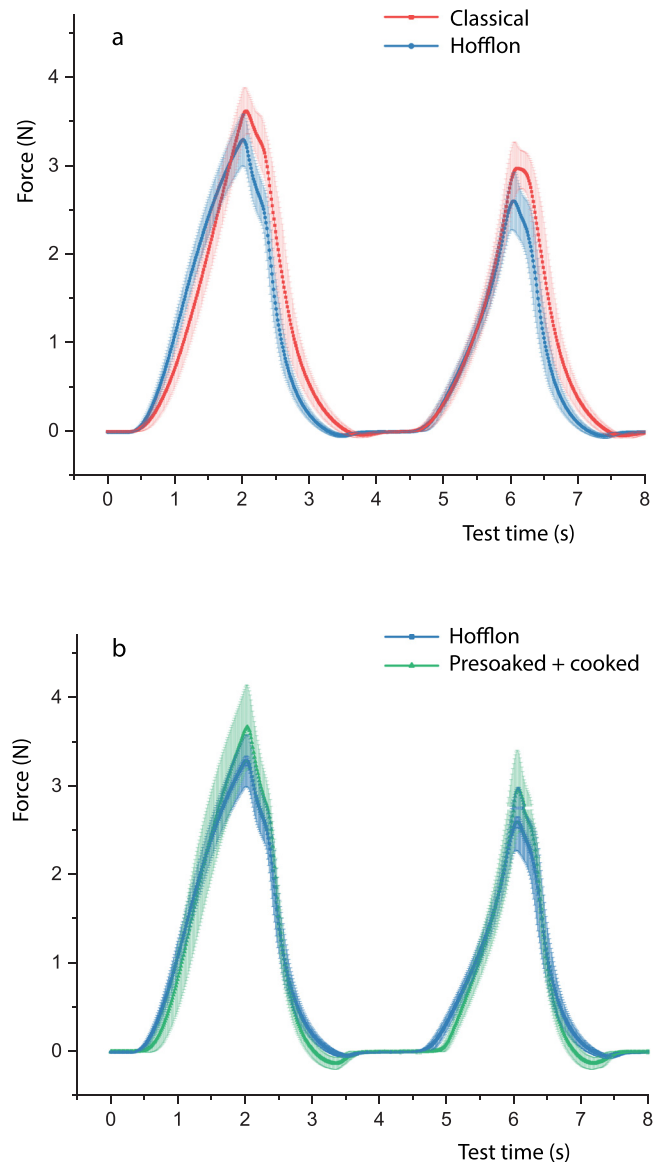 a
Classical
Hofflon
4
3
2
1
0
Force (N)
0 1 2 3 4 5 6 7 8
Test time (s)
b
Hofflon
Presoaked + cooked
4
3
2
1
0
Force (N)
0 1 2 3 4 5 6 7 8
Test time (s)